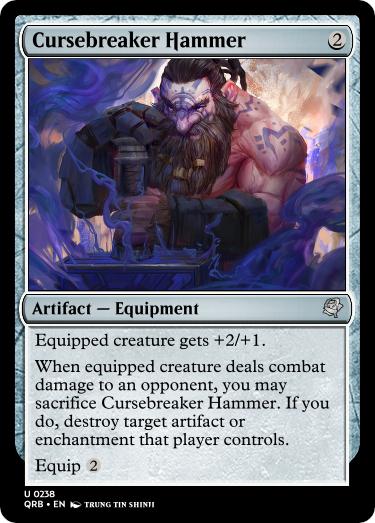 Cursebreaker Hammer 2
Artifact — Equipment
Equipped creature gets +2/+1.
When equipped creature deals combat
damage to an opponent, you may
sacrifice Cursebreaker Hammer. If you
do, destroy target artifact or
enchantment that player controls.
Equip 2
U 0238
QRB • EN TRUNG TIN SHINJI